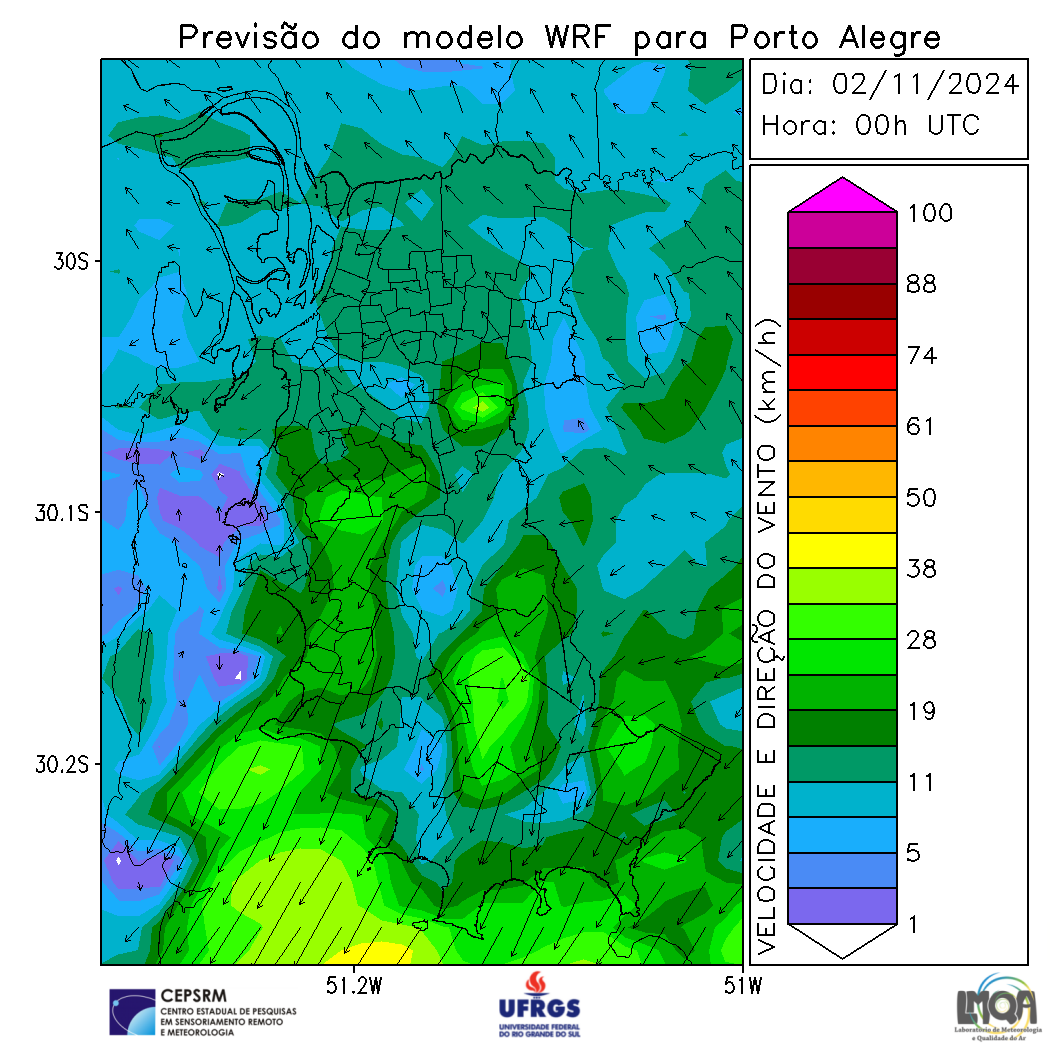 Previsão do modelo WRF para Porto Alegre
Dia: 02/11/2024
Hora: 00h UTC
30S
30.1S
30.2S
51.2W
51W
VELOCIDADE E DIREÇÃO DO VENTO (km/h)
100
88
74
61
50
38
28
19
11
5
1
CEPSRM
CENTRO ESTADUAL DE PESQUISAS
EM SENSORIAMENTO REMOTO
E METEOROLOGIA
UFRGS
UNIVERSIDADE FEDERAL
DO RIO GRANDE DO SUL
LMQA
Laboratório de Meteorologia
e Qualidade do Ar